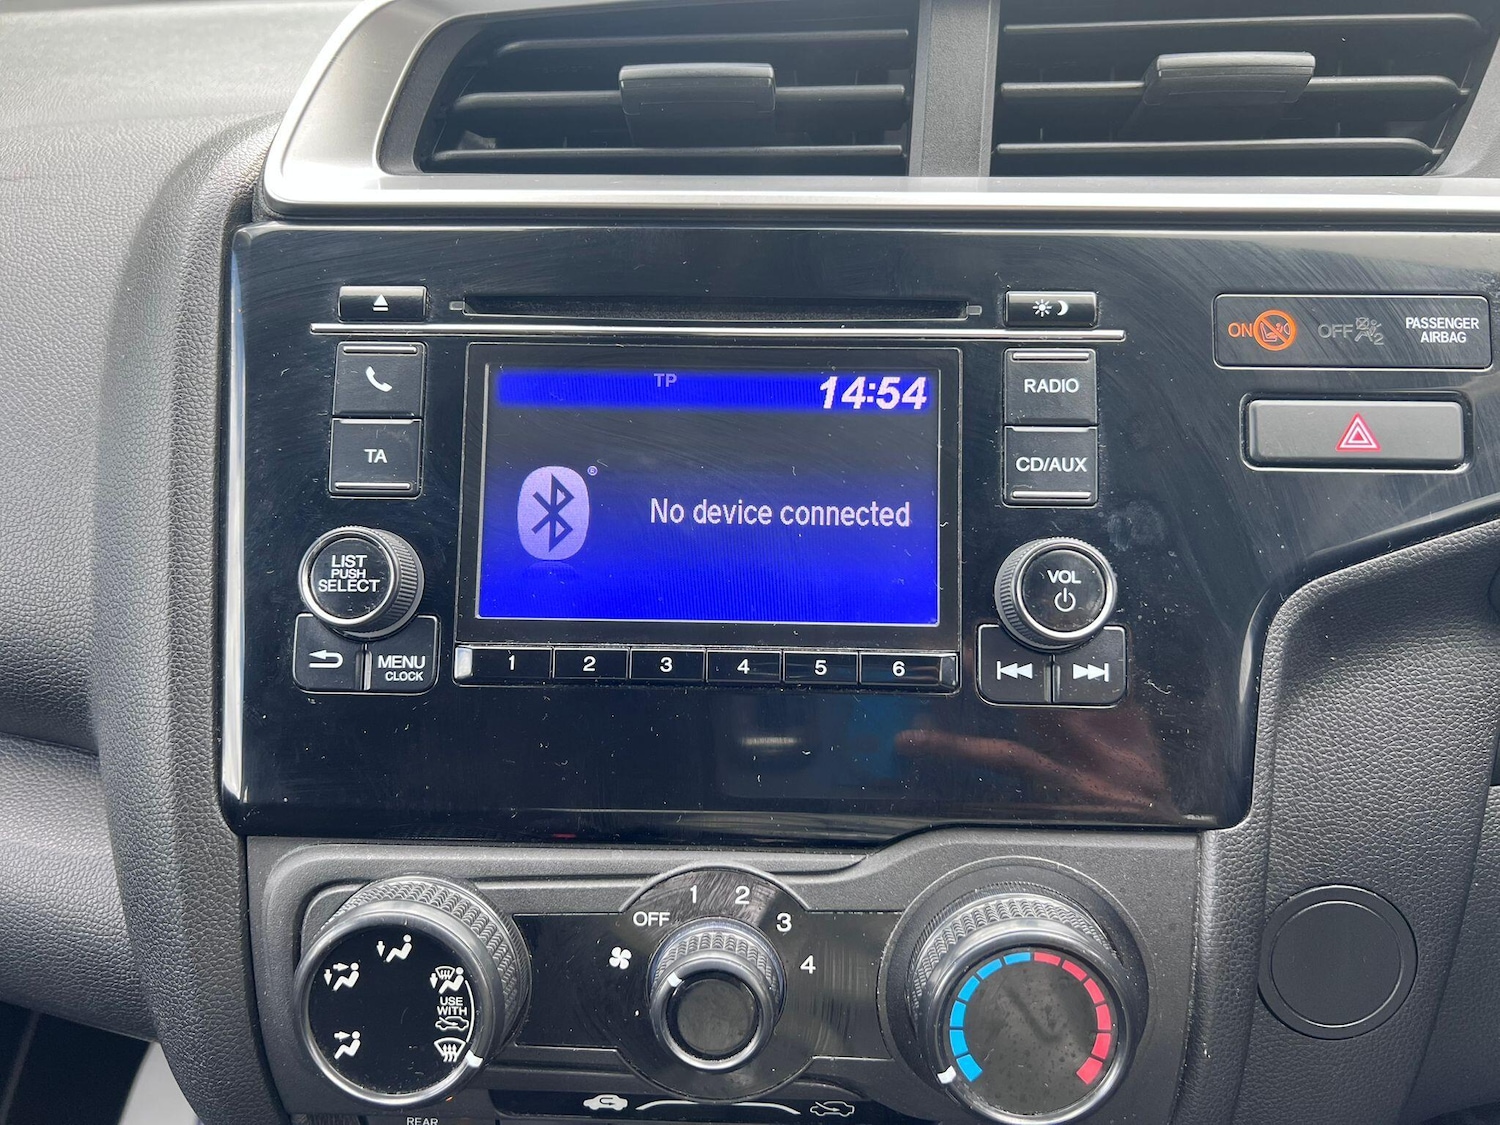 ON
OFF
2
PASSENGER
AIRBAG
RADIO
TP
14:54
TA
CD/AUX
No device connected
®
LIST
PUSH
SELECT
VOL
MENU
CLOCK
1 2 3 4 5 6
OFF 1 2 3 4
USE
WITH
REAR